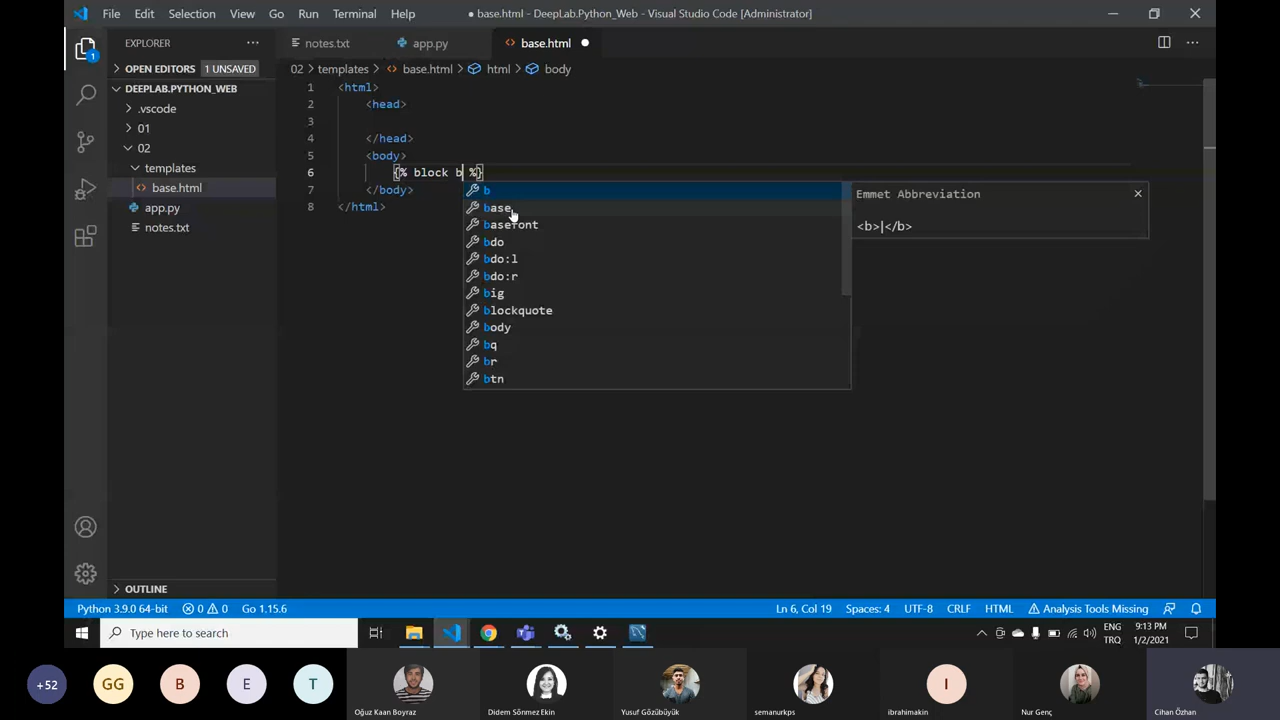 File Edit Selection View Go Run Terminal Help
● base.html - DeepLab.Python_Web - Visual Studio Code [Administrator]
EXPLORER
notes.txt
app.py
base.html
OPEN EDITORS 1 UNSAVED
DEEPLAB.PYTHON_WEB
.vscode
01
02
templates
base.html
app.py
notes.txt
OUTLINE
1
02 > templates > base.html > html > body
1 <html>
2 <head>
3
4 </head>
5 <body>
6 {% block b %}
7 </body>
8 </html>
b
base
basefont
bdo
bdo:l
bdo:r
big
blockquote
body
bq
br
btn
Emmet Abbreviation
<b>|</b>
Python 3.9.0 64-bit 0 0 Go 1.15.6 Ln 6, Col 19 Spaces: 4 UTF-8 CRLF HTML Analysis Tools Missing
Type here to search
ENG
TRQ
9:13 PM
1/2/2021
+52 GG B E T I
Oğuz Kaan Boyraz Didem Sönmez Ekin Yusuf Gözübüyük semanurkps ibrahimakin Nur Genç Cihan Özhan